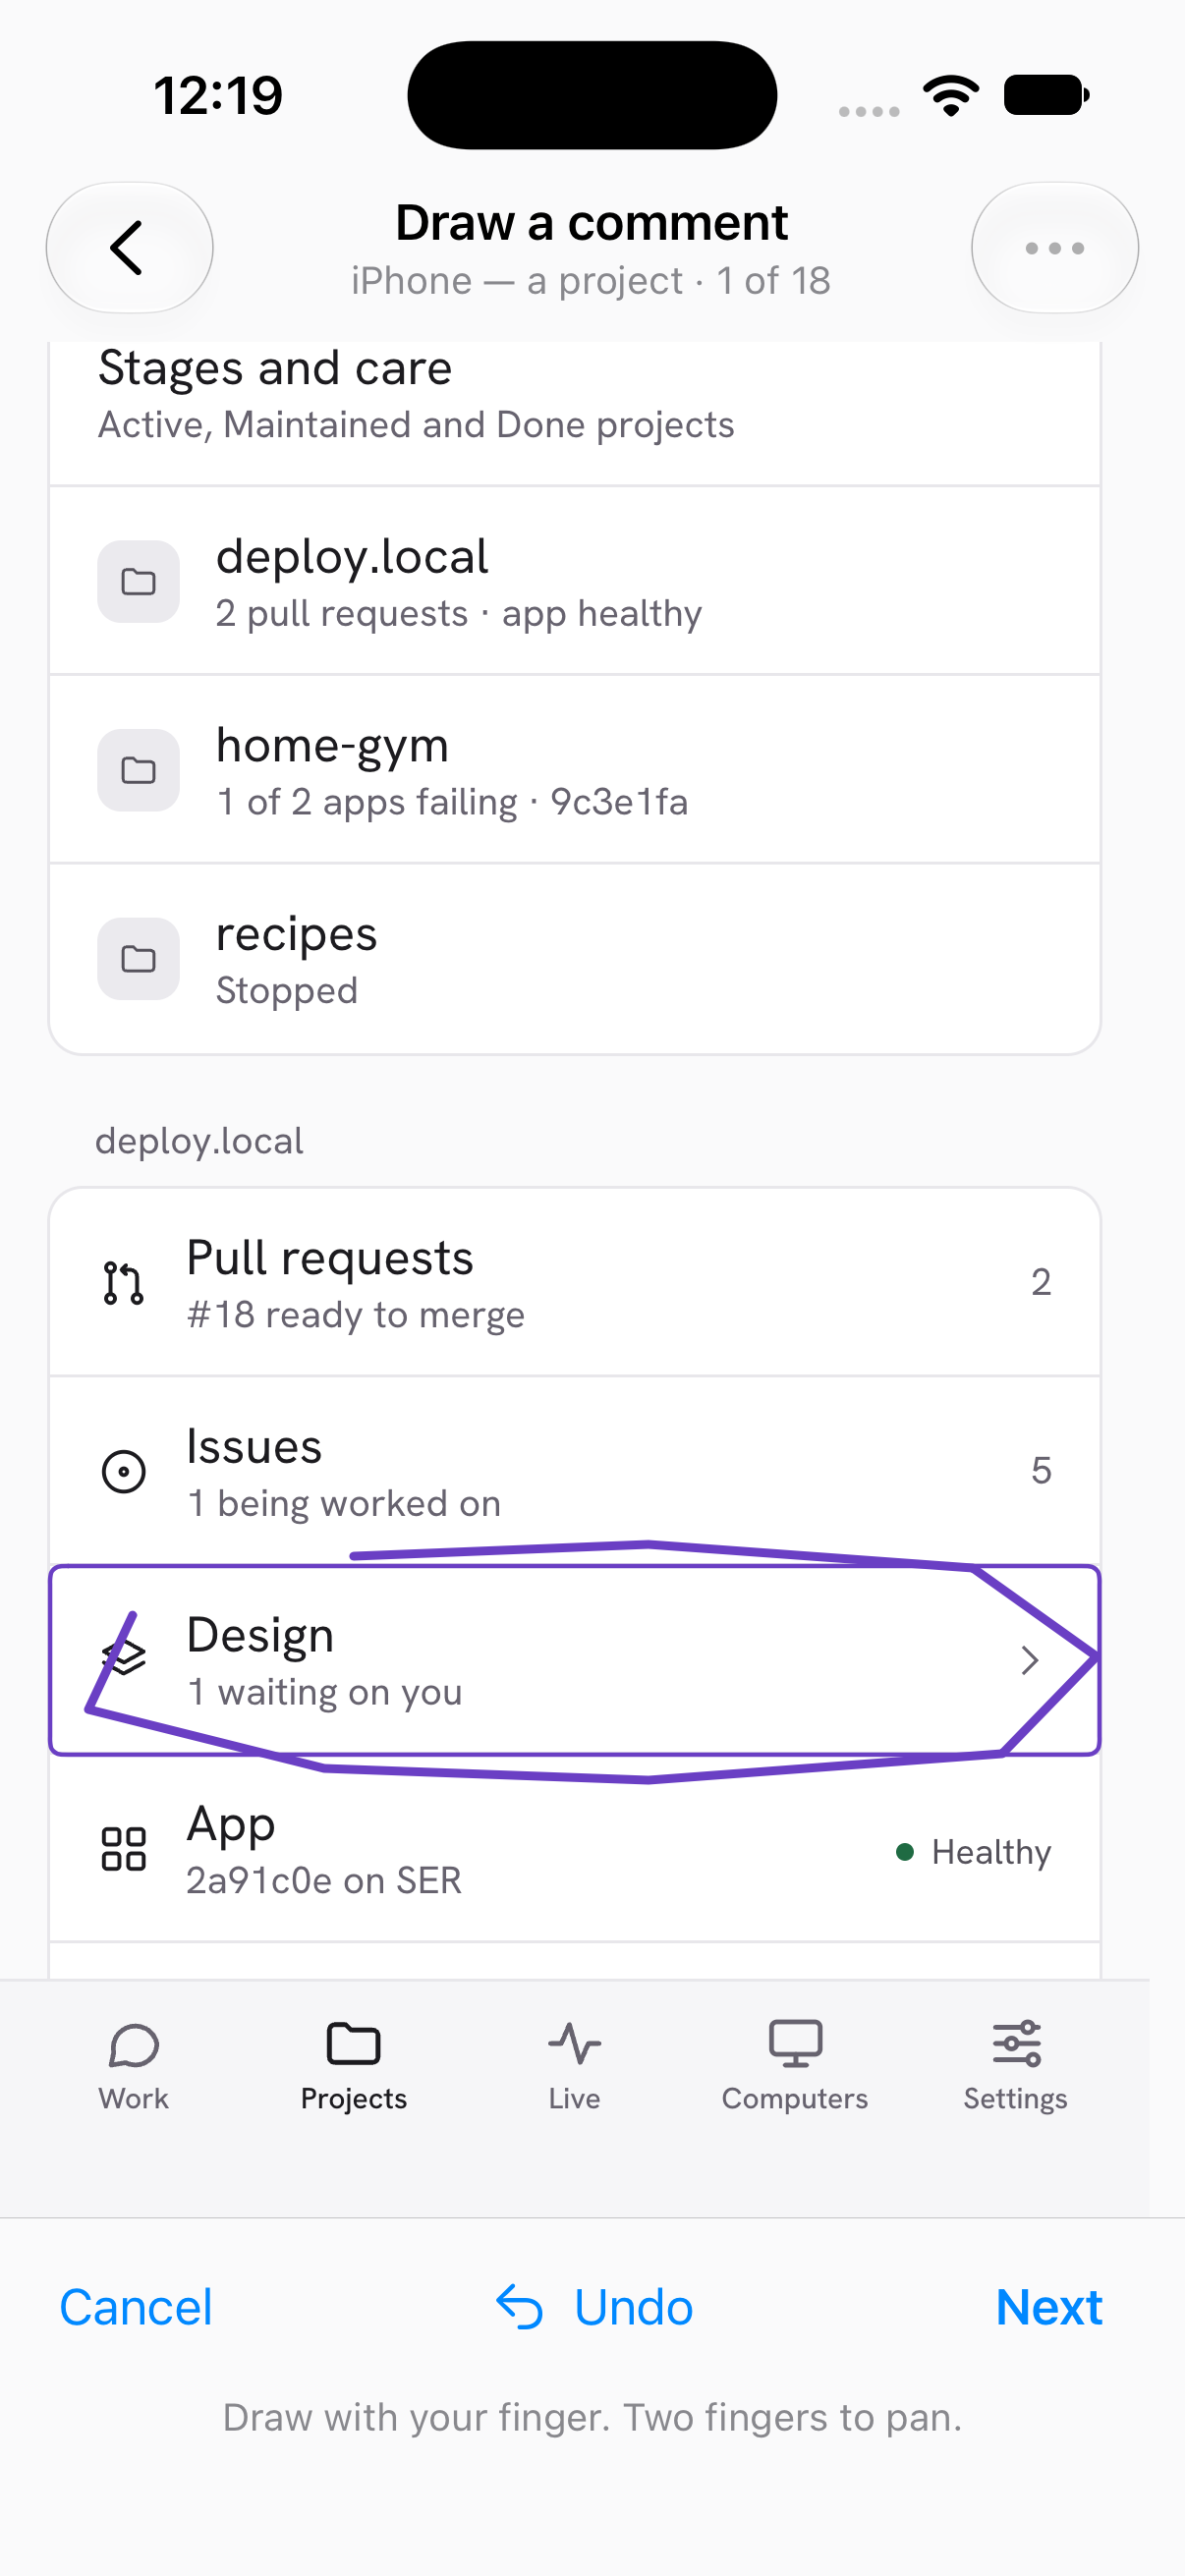 12:19
Draw a comment
iPhone — a project · 1 of 18
Stages and care
Active, Maintained and Done projects
deploy.local
2 pull requests · app healthy
home-gym
1 of 2 apps failing · 9c3e1fa
recipes
Stopped
deploy.local
Pull requests
2
#18 ready to merge
Issues
5
1 being worked on
Design
1 waiting on you
App
Healthy
2a91c0e on SER
Work Projects Live Computers Settings
Cancel Undo Next
Draw with your finger. Two fingers to pan.